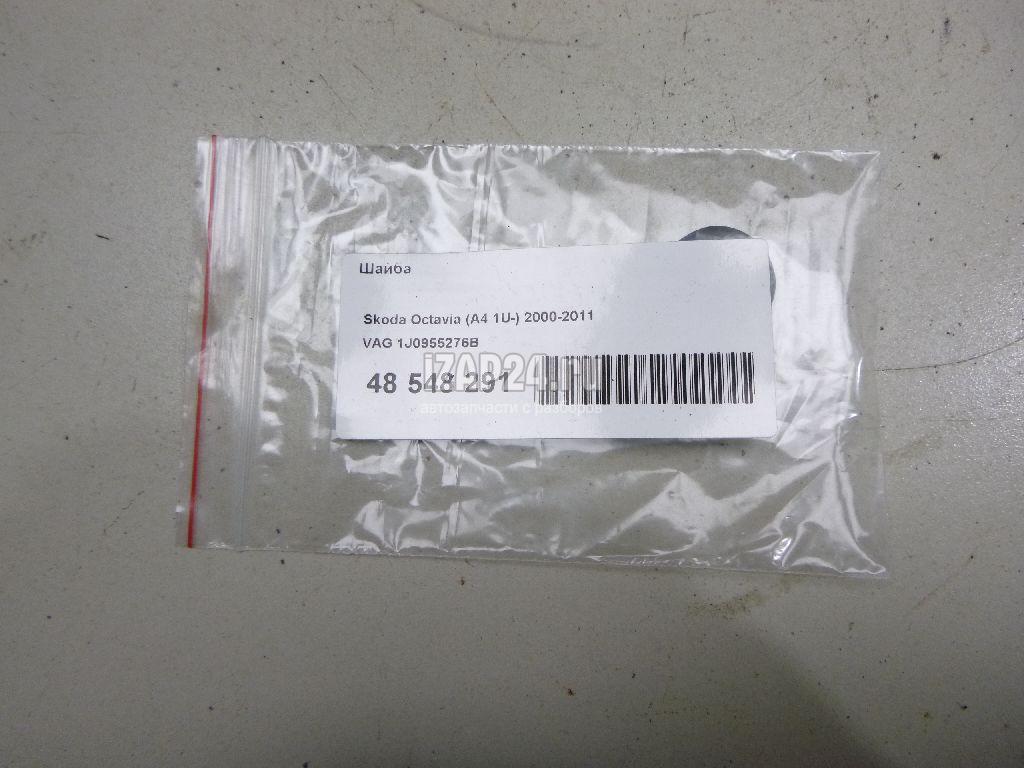 Шайба
Skoda Octavia (A4 1U-) 2000-2011
VAG 1J0955276B
iZAP24.ru
48 548 291
автозапчасти с разборов